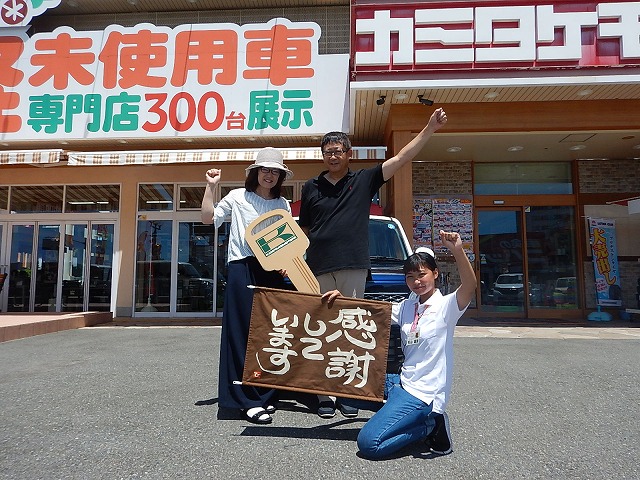 未使用車
専門店300台展示
カミタケモ
感謝
して
います
K